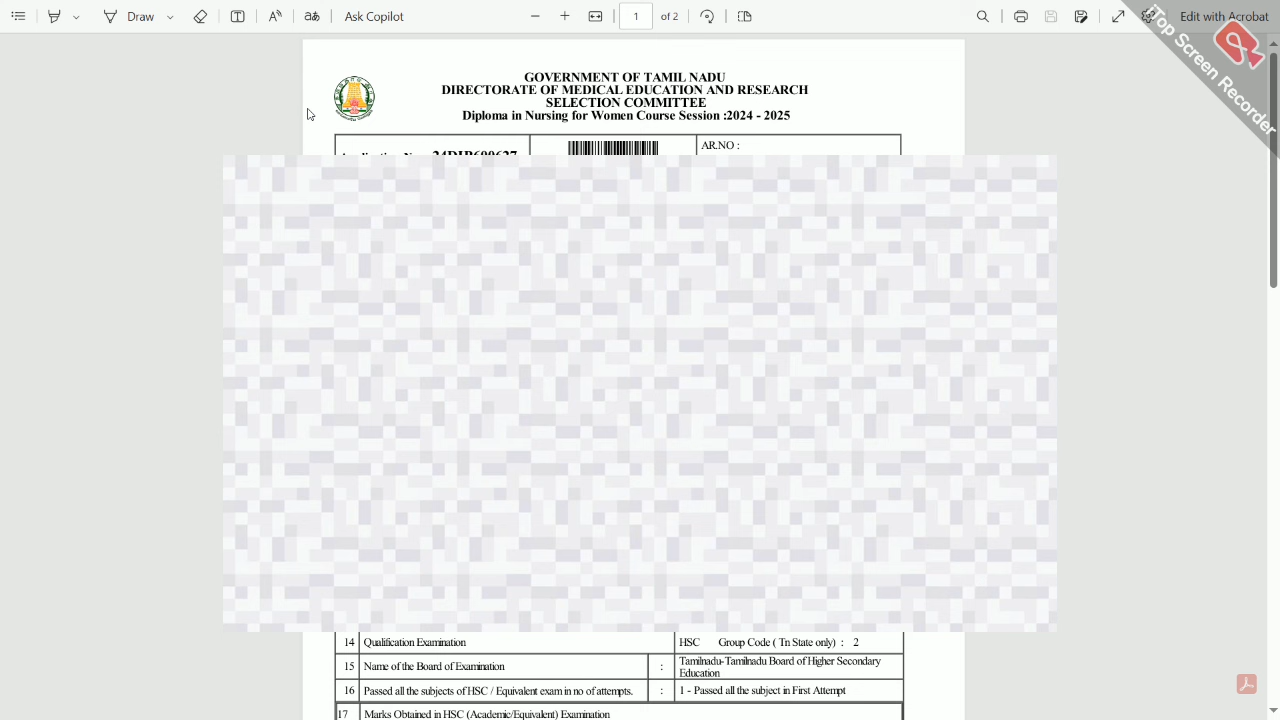 Draw
Ask Copilot
1 of 2
Edit with Acrobat
iTop Screen Recorder
GOVERNMENT OF TAMIL NADU
DIRECTORATE OF MEDICAL EDUCATION AND RESEARCH
SELECTION COMMITTEE
Diploma in Nursing for Women Course Session :2024 - 2025
AR.NO :
14 Qualification Examination HSC Group Code ( Tn State only) : 2
15 Name of the Board of Examination : Tamilnadu-Tamilnadu Board of Higher Secondary
Education
16 Passed all the subjects of HSC / Equivalent exam in no of attempts. : 1 - Passed all the subject in First Attempt
17 Marks Obtained in HSC (Academic/Equivalent) Examination